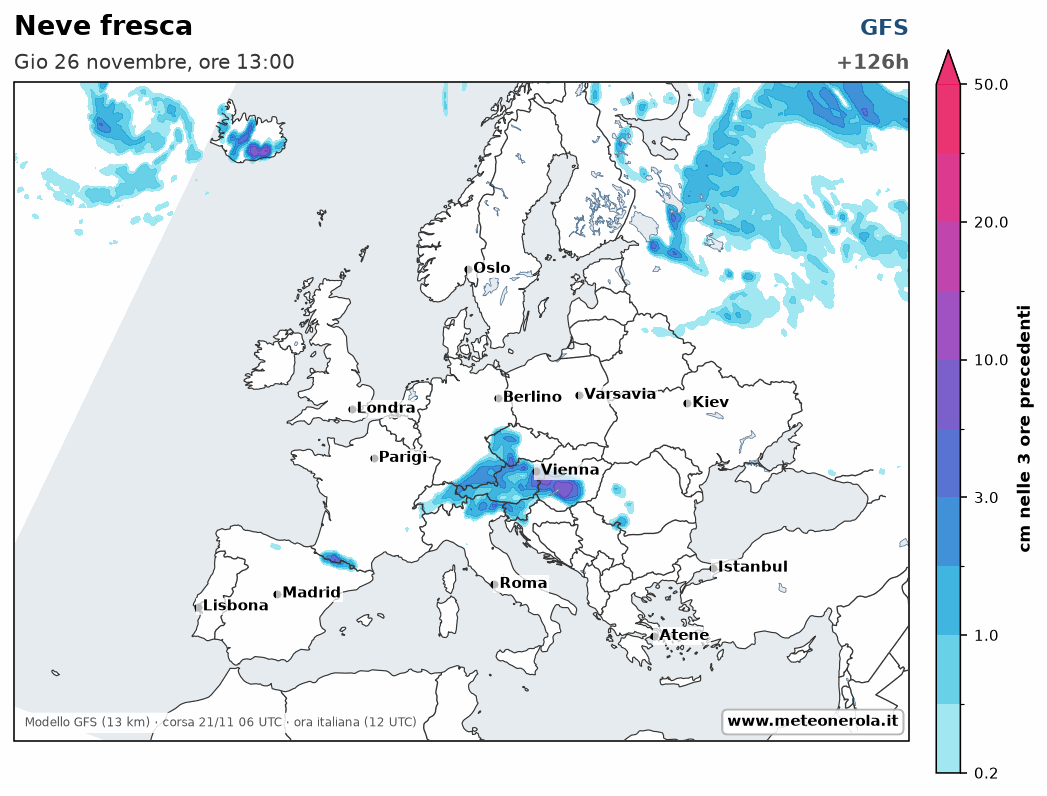 Neve fresca
GFS
Gio 26 novembre, ore 13:00
+126h
50.0
20.0
10.0
3.0
1.0
0.2
cm nelle 3 ore precedenti
Oslo
Londra
Berlino
Varsavia
Kiev
Parigi
Vienna
Istanbul
Roma
Madrid
Lisbona
Atene
Modello GFS (13 km) · corsa 21/11 06 UTC · ora italiana (12 UTC)
www.meteonerola.it